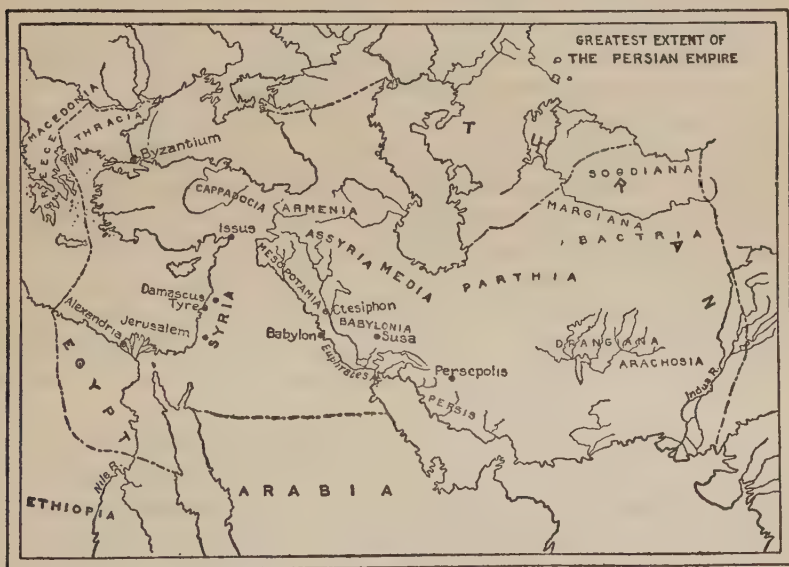 GREATEST EXTENT OF
THE PERSIAN EMPIRE
MACEDONIA
THRACIA
GREECE
Byzantium
TURAN
SOGDIANA
CAPPADOCIA
ARMENIA
MARGIANA
BACTRIA
Issus
ASSYRIA
MEDIA
PARTHIA
MESOPOTAMIA
Damascus
Tyre
SYRIA
Ctesiphon
BABYLONIA
Alexandria
Jerusalem
Babylon
Susa
DRANGIANA
ARACHOSIA
Euphrates R.
Persepolis
PERSIS
Indus R.
EGYPT
Nile R.
ARABIA
ETHIOPIA